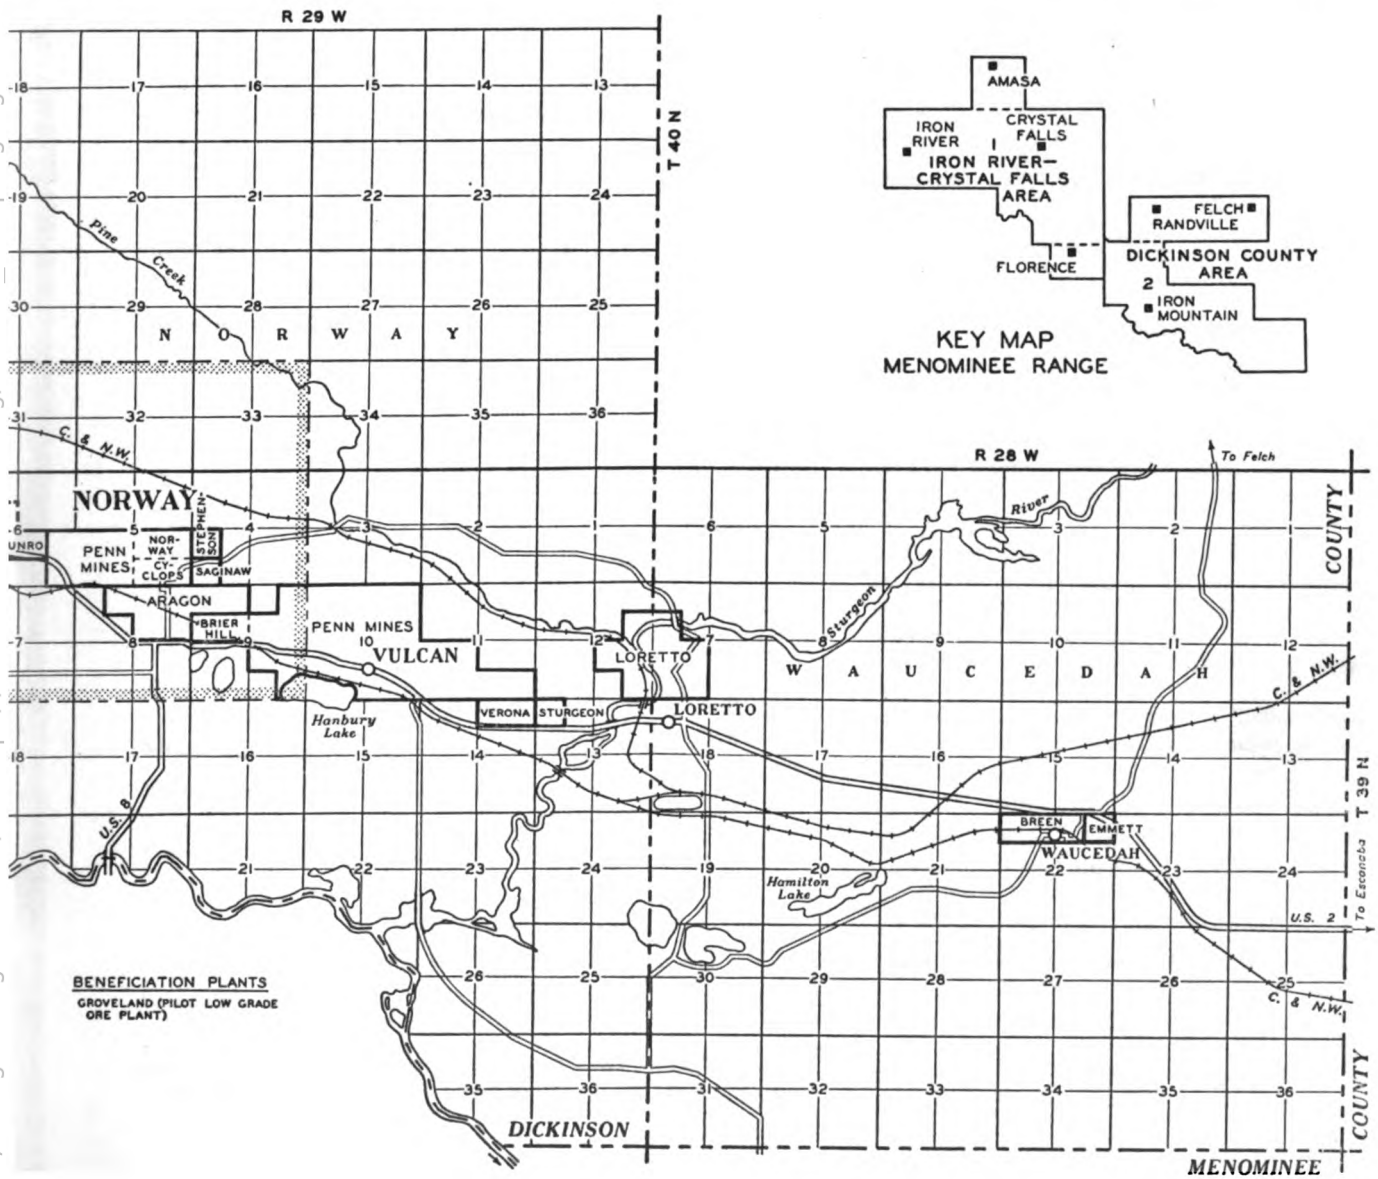 R 29 W
18 17 16 15 14 13
T 40 N
19 20 21 22 23 24
Pine
Creek
30 29 28 27 26 25
N O R W A Y
31 32 33 34 35 36
C. & N.W.
AMASA
IRON
RIVER
CRYSTAL
FALLS
1
IRON RIVER-
CRYSTAL FALLS
AREA
FELCH
RANDVILLE
FLORENCE
DICKINSON COUNTY
AREA
2
IRON
MOUNTAIN
KEY MAP
MENOMINEE RANGE
R 28 W
To Felch
NORWAY
6 5 4 3 2 1 6 5 3 2 1
River
COUNTY
UNRO
PENN
MINES
NOR-
WAY
STEPHEN-
SON
CY-
CLOPS
SAGINAW
ARAGON
BRIER
HILL
PENN MINES
VULCAN
7 8 9 10 11 12 7 8 9 10 11 12
LORETTO
Sturgeon
W A U C E D A H
C. & N.W.
Hanbury
Lake
VERONA
STURGEON
LORETTO
18 17 16 15 14 13 18 17 16 15 14 13
T 39 N
U.S. 8
BREEN
EMMETT
WAUCEDAH
21 22 23 24 19 20 21 22 23 24
Hamilton
Lake
To Escanaba
U.S. 2
26 25 30 29 28 27 26 25
C. & N.W.
BENEFICIATION PLANTS
GROVELAND (PILOT LOW GRADE
ORE PLANT)
35 36 31 32 33 34 35 36
COUNTY
DICKINSON
MENOMINEE